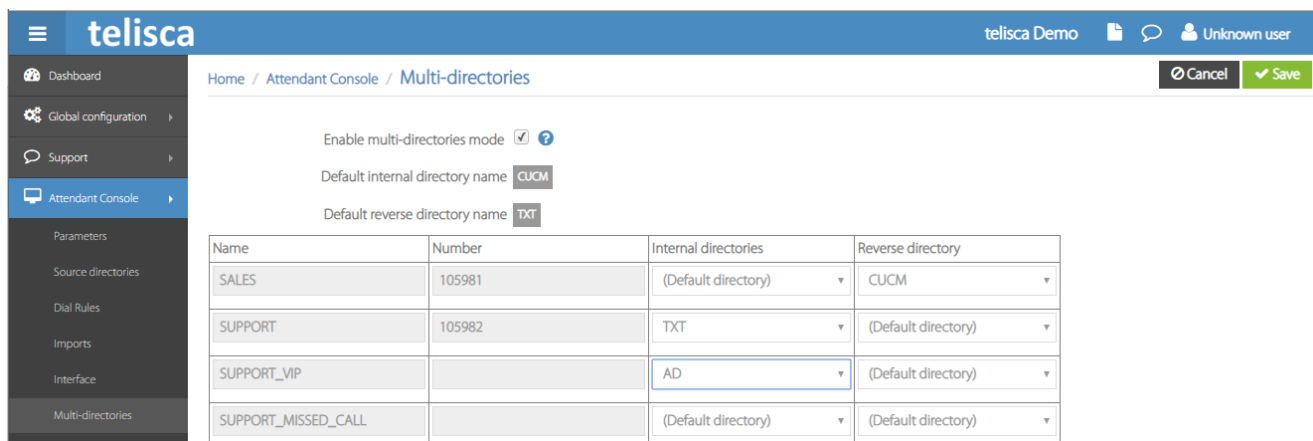 telisca
telisca Demo
Unknown user
Dashboard
Global configuration
Support
Attendant Console
Parameters
Source directories
Dial Rules
Imports
Interface
Multi-directories
Home / Attendant Console / Multi-directories
Cancel
Save
Enable multi-directories mode ?
Default internal directory name CUCM
Default reverse directory name TXT
Name Number Internal directories Reverse directory
SALES 105981 (Default directory) CUCM
SUPPORT 105982 TXT (Default directory)
SUPPORT_VIP AD (Default directory)
SUPPORT_MISSED_CALL (Default directory) (Default directory)